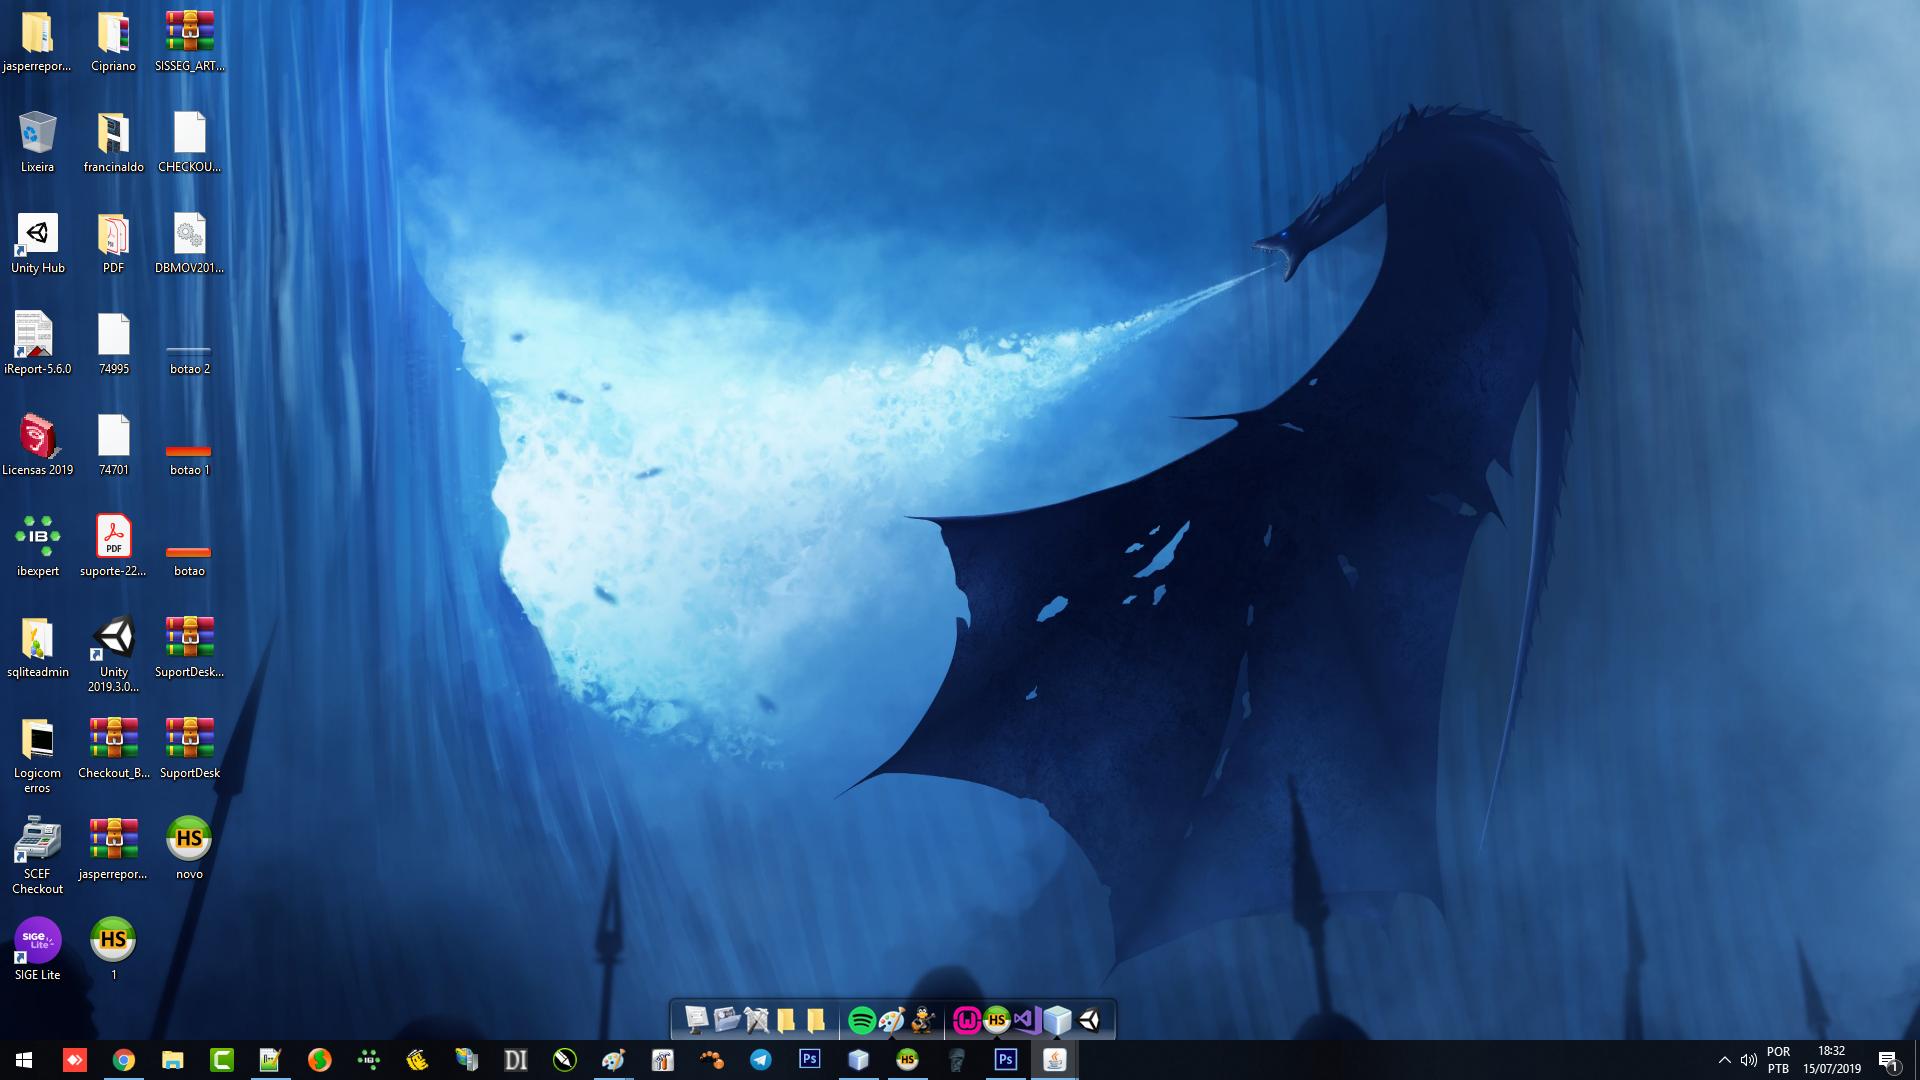 jasperrepor...
Cipriano
SISSEG_ART...
Lixeira
francinaldo
CHECKOU...
Unity Hub
PDF
DBMOV201...
iReport-5.6.0
74995
botao 2
Licensas 2019
74701
botao 1
IB
ibexpert
PDF
suporte-22...
botao
sqliteadmin
Unity
2019.3.0...
SuportDesk...
Logicom
erros
Checkout_B...
SuportDesk
SCEF
Checkout
jasperrepor...
HS
novo
SIGE
Lite
SIGE Lite
HS
1
HS
DI
Ps
HS
Ps
POR
PTB
18:32
15/07/2019
1